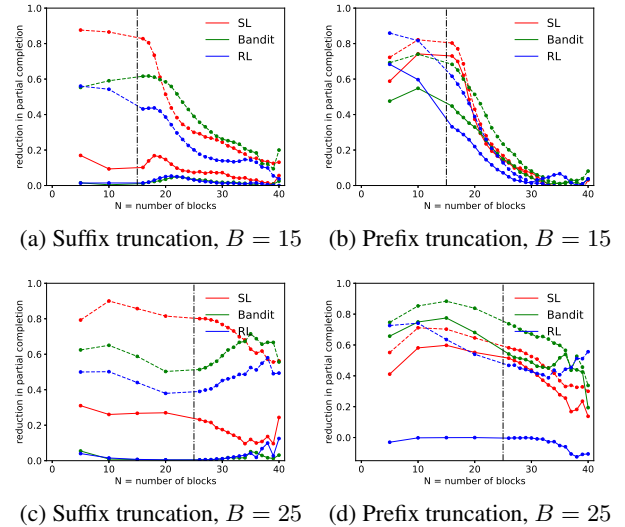 1.0
0.8
0.6
0.4
0.2
0.0
reduction in partial completion
SL
Bandit
RL
0 10 20 30 40
N = number of blocks
(a) Suffix truncation, B = 15
1.0
0.8
0.6
0.4
0.2
0.0
reduction in partial completion
SL
Bandit
RL
0 10 20 30 40
N = number of blocks
(b) Prefix truncation, B = 15
1.0
0.8
0.6
0.4
0.2
0.0
reduction in partial completion
SL
Bandit
RL
0 10 20 30 40
N = number of blocks
(c) Suffix truncation, B = 25
1.0
0.8
0.6
0.4
0.2
0.0
reduction in partial completion
SL
Bandit
RL
0 10 20 30 40
N = number of blocks
(d) Prefix truncation, B = 25